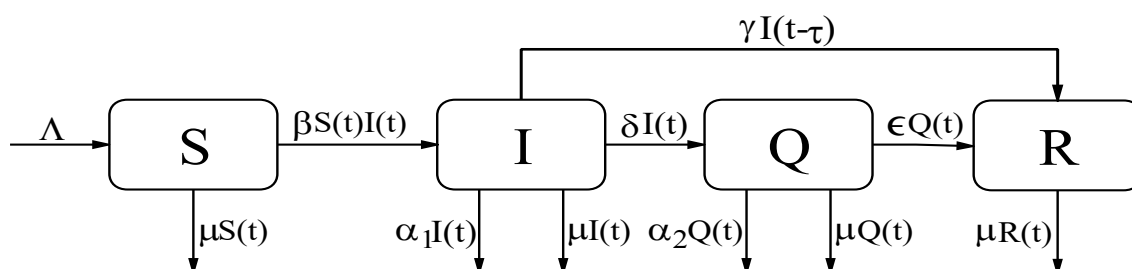 γI(t-τ)
Λ
S
βS(t)I(t)
I
δI(t)
Q
ϵQ(t)
R
μS(t)
α₁I(t)
μI(t)
α₂Q(t)
μQ(t)
μR(t)